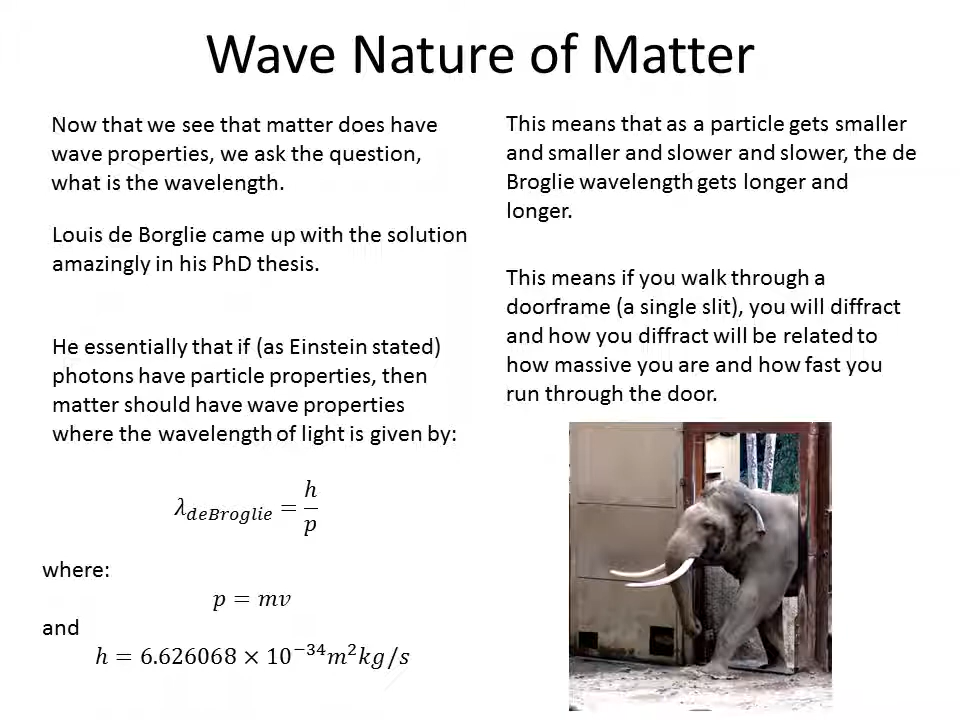 Wave Nature of Matter
Now that we see that matter does have
wave properties, we ask the question,
what is the wavelength.
Louis de Borglie came up with the solution
amazingly in his PhD thesis.
He essentially that if (as Einstein stated)
photons have particle properties, then
matter should have wave properties
where the wavelength of light is given by:
λ_deBroglie = h/p
where:
p = mv
and
h = 6.626068 × 10⁻³⁴m²kg/s
This means that as a particle gets smaller
and smaller and slower and slower, the de
Broglie wavelength gets longer and
longer.
This means if you walk through a
doorframe (a single slit), you will diffract
and how you diffract will be related to
how massive you are and how fast you
run through the door.